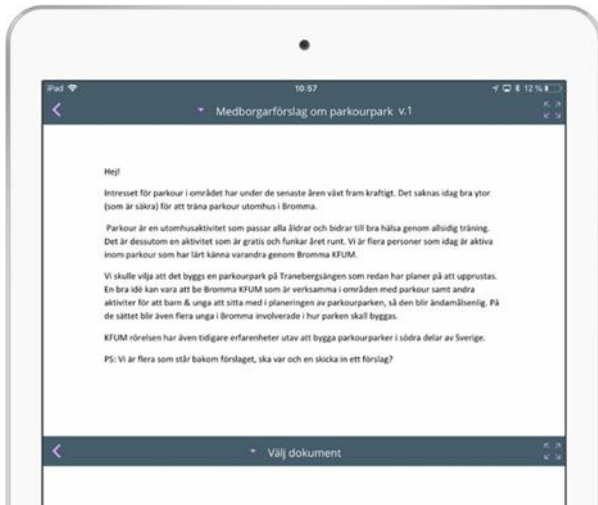 iPad 10:57 12 %
Medborgarförslag om parkourpark v.1
Hej!
Intresset för parkour i området har under de senaste åren växt fram kraftigt. Det saknas idag bra ytor
(som är säkra) för att träna parkour utomhus i Bromma.
Parkour är en utomhusaktivitet som passar alla åldrar och bidrar till bra hälsa genom allsidig träning.
Det är dessutom en aktivitet som är gratis och funkar året runt. Vi är flera personer som idag är aktiva
inom parkour som har lärt känna varandra genom Bromma KFUM.
Vi skulle vilja att det byggs en parkourpark på Tranebergsängen som redan har planer på att upprustas.
En bra idé kan vara att be Bromma KFUM som är verksamma i områden med parkour samt andra
aktiviter för att barn & unga att sitta med i planeringen av parkourparken, så den blir ändamålsenlig. På
de sättet blir även flera unga i Bromma involverade i hur parken skall byggas.
KFUM rörelsen har även tidigare erfarenheter utav att bygga parkourparker i södra delar av Sverige.
PS: Vi är flera som står bakom förslaget, ska var och en skicka in ett förslag?
Välj dokument